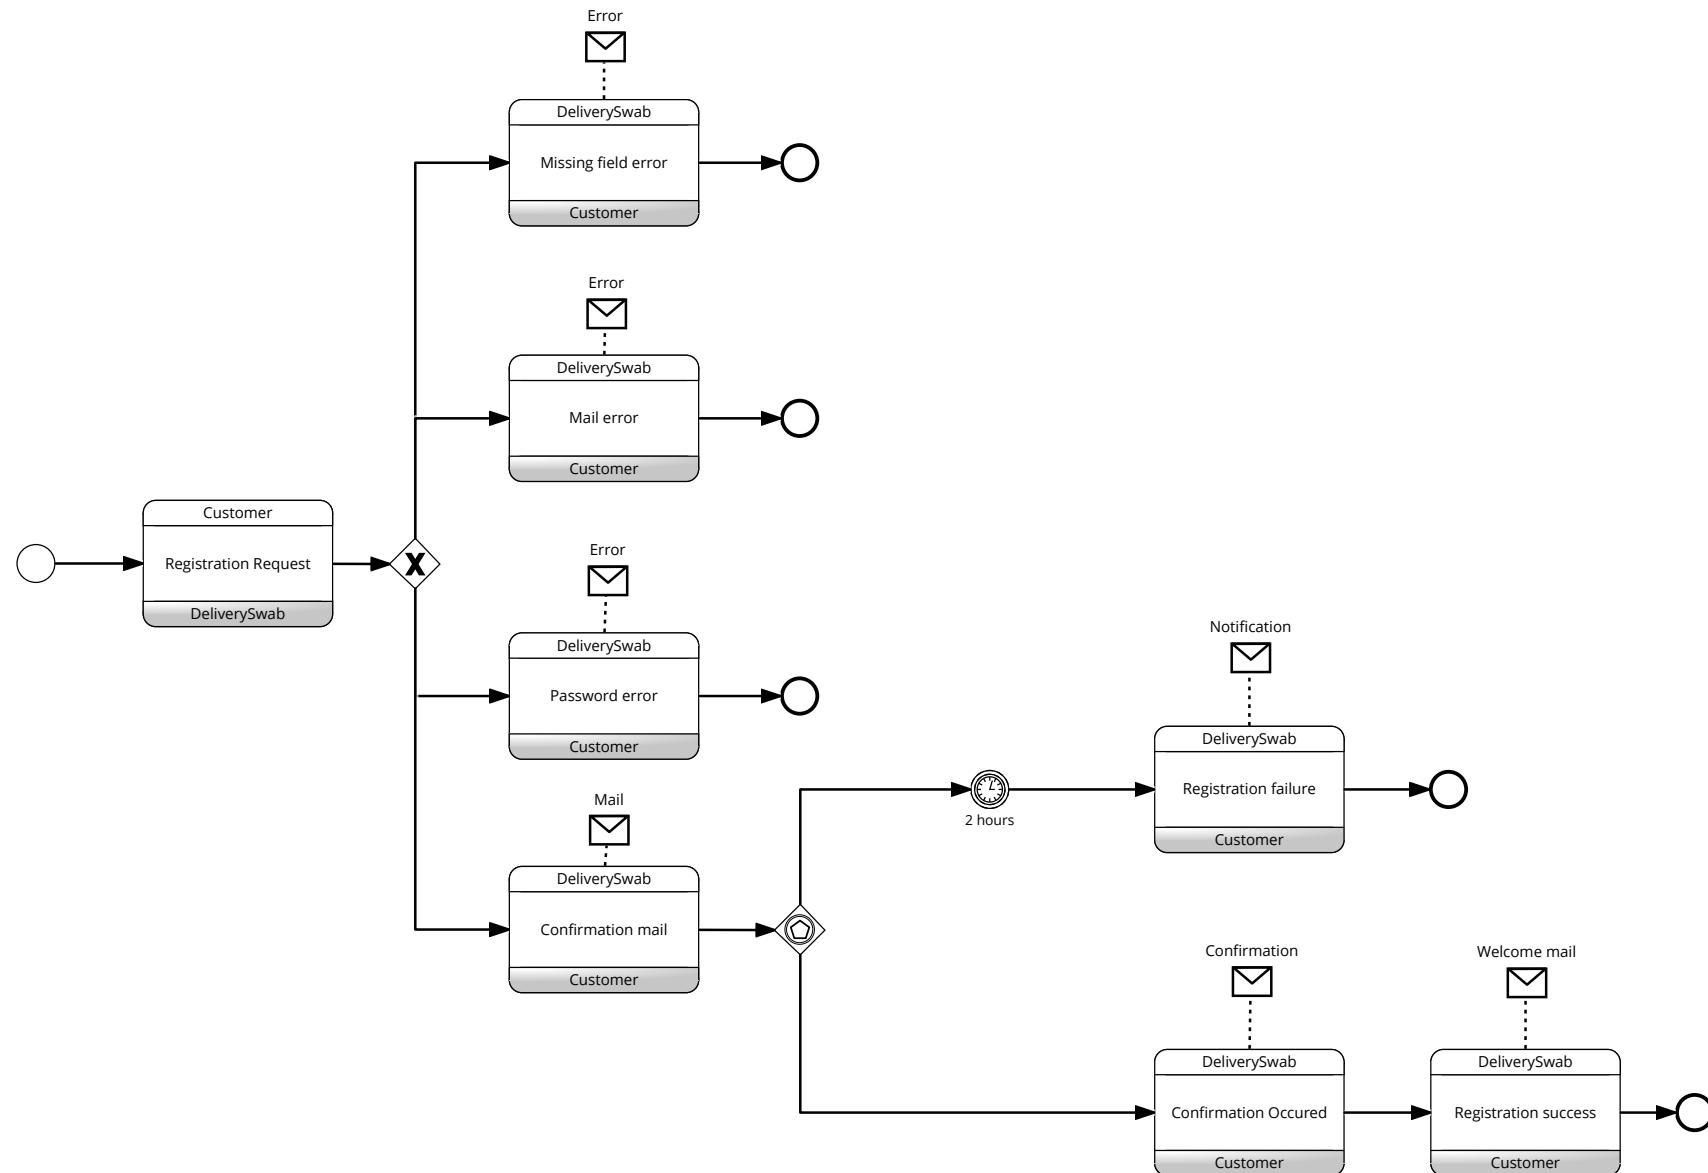 Error
DeliverySwab
Missing field error
Customer
Error
DeliverySwab
Mail error
Customer
Customer
Registration Request
DeliverySwab
X
Error
DeliverySwab
Password error
Customer
Mail
DeliverySwab
Confirmation mail
Customer
2 hours
Notification
DeliverySwab
Registration failure
Customer
Confirmation
DeliverySwab
Confirmation Occured
Customer
Welcome mail
DeliverySwab
Registration success
Customer